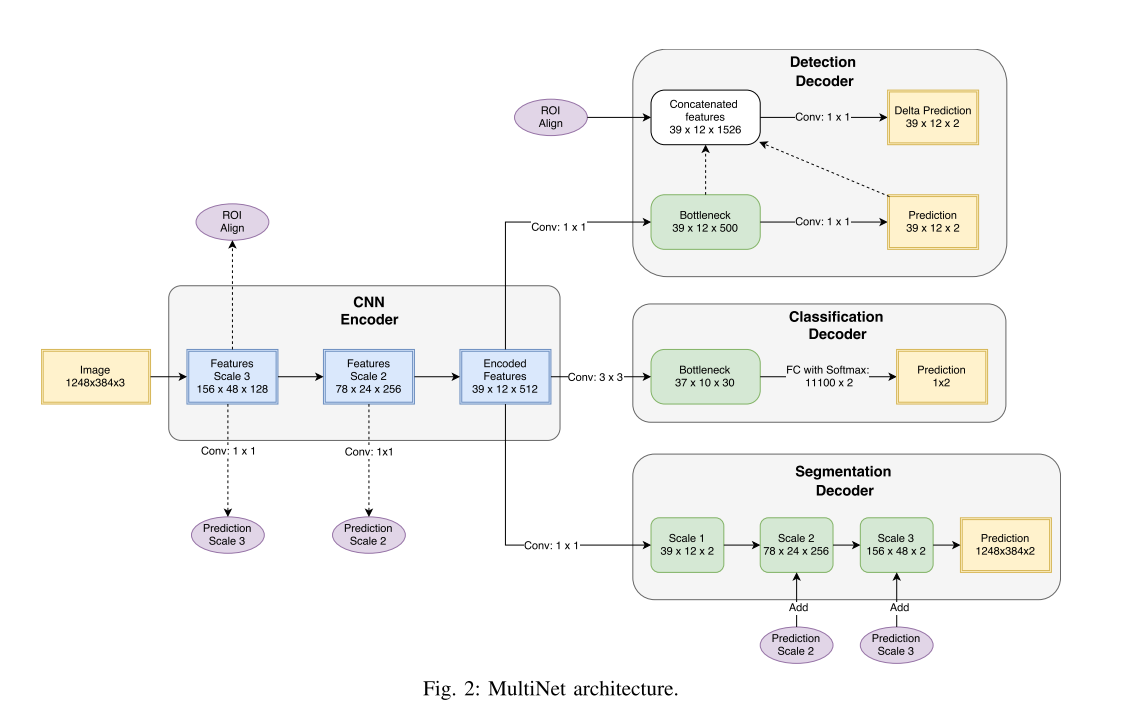 Detection
Decoder
ROI
Align
Concatenated
features
39 x 12 x 1526
Conv: 1 x 1
Delta Prediction
39 x 12 x 2
ROI
Align
Conv: 1 x 1
Bottleneck
39 x 12 x 500
Conv: 1 x 1
Prediction
39 x 12 x 2
CNN
Encoder
Image
1248x384x3
Features
Scale 3
156 x 48 x 128
Features
Scale 2
78 x 24 x 256
Encoded
Features
39 x 12 x 512
Conv: 3 x 3
Classification
Decoder
Bottleneck
37 x 10 x 30
FC with Softmax:
11100 x 2
Prediction
1x2
Conv: 1 x 1
Conv: 1x1
Prediction
Scale 3
Prediction
Scale 2
Segmentation
Decoder
Conv: 1 x 1
Scale 1
39 x 12 x 2
Scale 2
78 x 24 x 256
Scale 3
156 x 48 x 2
Prediction
1248x384x2
Add
Add
Prediction
Scale 2
Prediction
Scale 3
Fig. 2: MultiNet architecture.